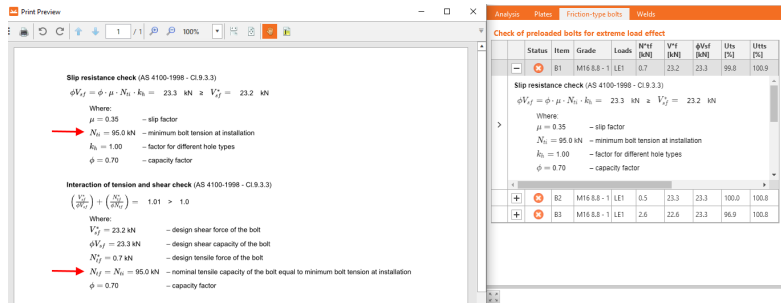 Print Preview
1 / 1 100%
Slip resistance check (AS 4100-1998 - Cl.9.3.3)
ϕV_sf = ϕ · μ · N_ti · k_h = 23.3 kN ≥ V*_sf = 23.2 kN
Where:
μ = 0.35 – slip factor
N_ti = 95.0 kN – minimum bolt tension at installation
k_h = 1.00 – factor for different hole types
ϕ = 0.70 – capacity factor
Interaction of tension and shear check (AS 4100-1998 - Cl.9.3.3)
(V*_sf / ϕV_sf) + (N*_tf / ϕN_tf) = 1.01 > 1.0
Where:
V*_sf = 23.2 kN – design shear force of the bolt
ϕV_sf = 23.3 kN – design shear capacity of the bolt
N*_tf = 0.7 kN – design tensile force of the bolt
N_tf = N_ti = 95.0 kN – nominal tensile capacity of the bolt equal to minimum bolt tension at installation
ϕ = 0.70 – capacity factor
Analysis Plates Friction-type bolts Welds
Check of preloaded bolts for extreme load effect
Status Item Grade Loads N*tf [kN] V*f [kN] ϕVsf [kN] Uts [%] Utts [%]
B1 M16 8.8 - 1 LE1 0.7 23.2 23.3 99.8 100.9
Slip resistance check (AS 4100-1998 - Cl.9.3.3)
ϕV_sf = ϕ · μ · N_ti · k_h = 23.3 kN ≥ V*_sf = 23.2 kN
Where:
μ = 0.35 – slip factor
N_ti = 95.0 kN – minimum bolt tension at installation
k_h = 1.00 – factor for different hole types
ϕ = 0.70 – capacity factor
B2 M16 8.8 - 1 LE1 0.5 23.3 23.3 100.0 100.8
B3 M16 8.8 - 1 LE1 2.6 22.6 23.3 96.9 100.8